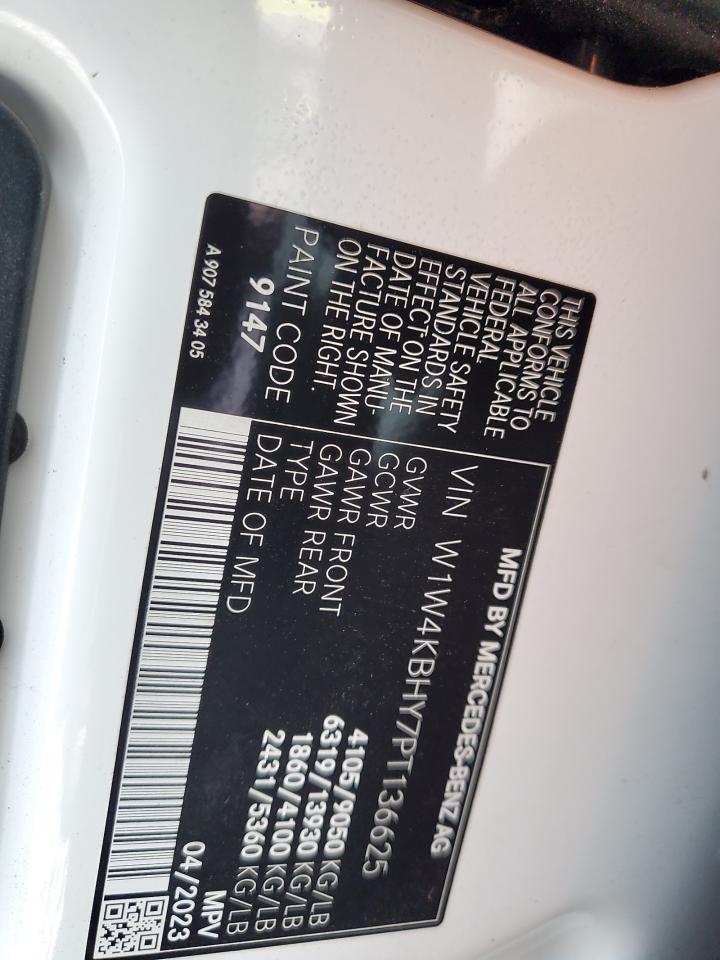 THIS VEHICLE
CONFORMS TO
ALL APPLICABLE
FEDERAL
VEHICLE SAFETY
STANDARDS IN
EFFECT ON THE
DATE OF MANU-
FACTURE SHOWN
ON THE RIGHT.
PAINT CODE
9147
A 907 584 34 05
MFD BY MERCEDES-BENZ AG
VIN W1W4KBHY7PT136625
GVWR 4105/9050 KG/LB
GCWR 6319/13930 KG/LB
GAWR FRONT 1860/4100 KG/LB
GAWR REAR 2431/5360 KG/LB
TYPE MPV
DATE OF MFD 04/2023